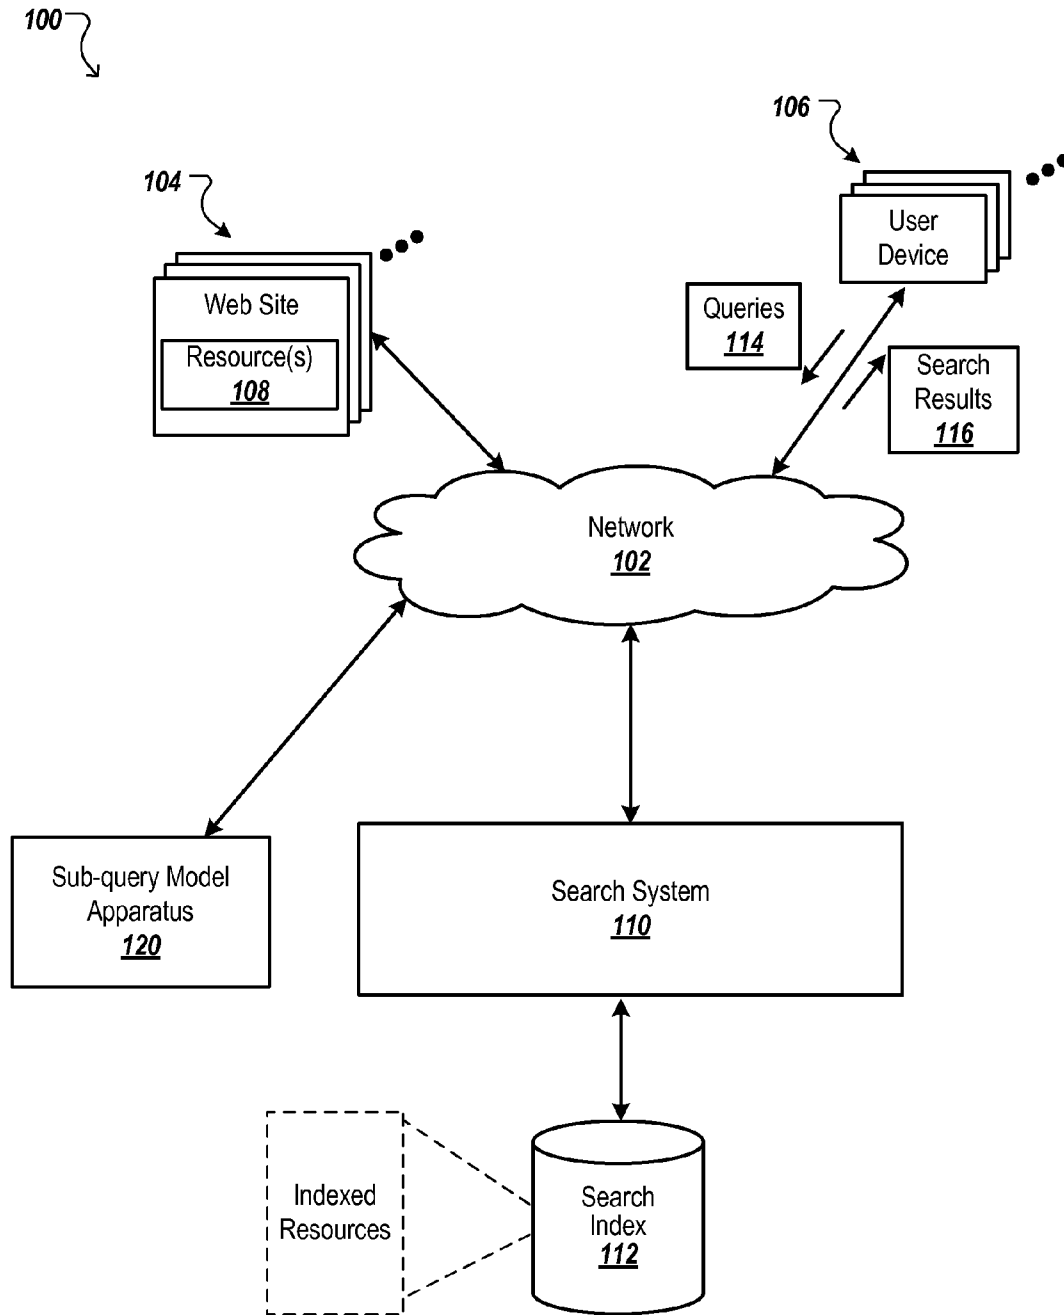 100
106
104
User
Device
Web Site
Queries
114
Resource(s)
108
Search
Results
116
Network
102
Sub-query Model
Apparatus
120
Search System
110
Indexed
Resources
Search
Index
112